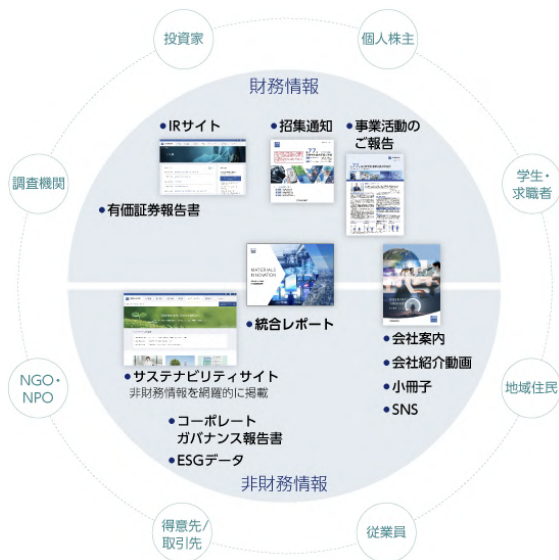 投資家
個人株主
財務情報
•IRサイト
•招集通知
•事業活動の
ご報告
調査機関
学生・
求職者
•有価証券報告書
MATERIALS
INNOVATION
•統合レポート
•会社案内
•サステナビリティサイト
非財務情報を網羅的に掲載
•会社紹介動画
NGO・
NPO
•小冊子
地域住民
•SNS
•コーポレート
ガバナンス報告書
•ESGデータ
非財務情報
得意先/
取引先
従業員